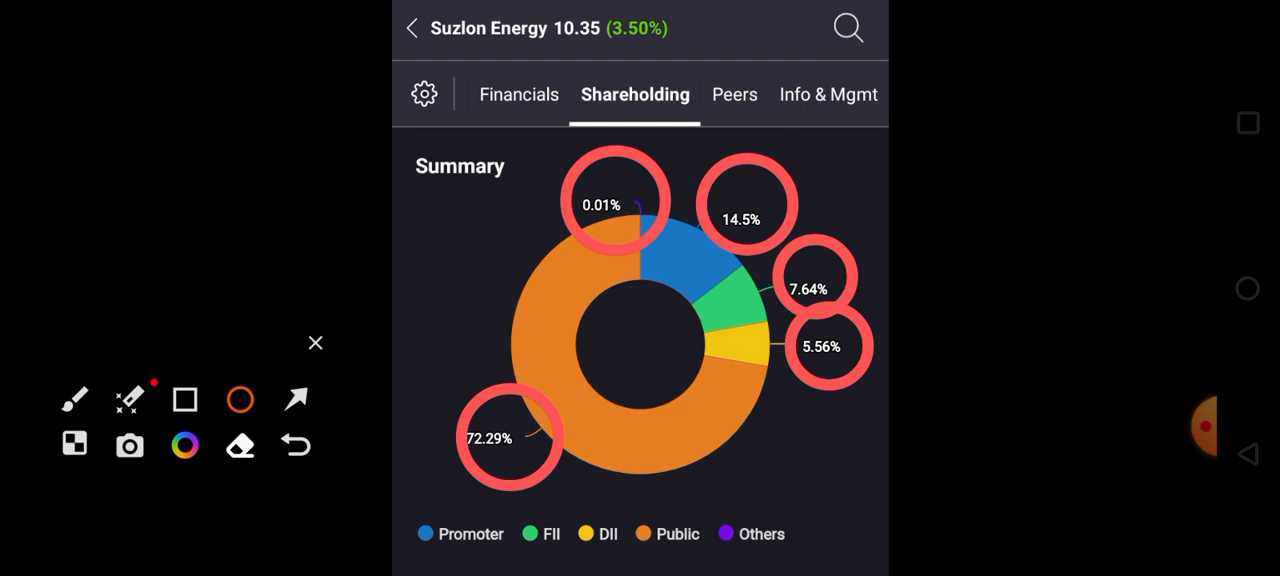 Suzlon Energy 10.35 (3.50%)
Financials Shareholding Peers Info & Mgmt
Summary
0.01%
14.5%
7.64%
5.56%
72.29%
Promoter FII DII Public Others